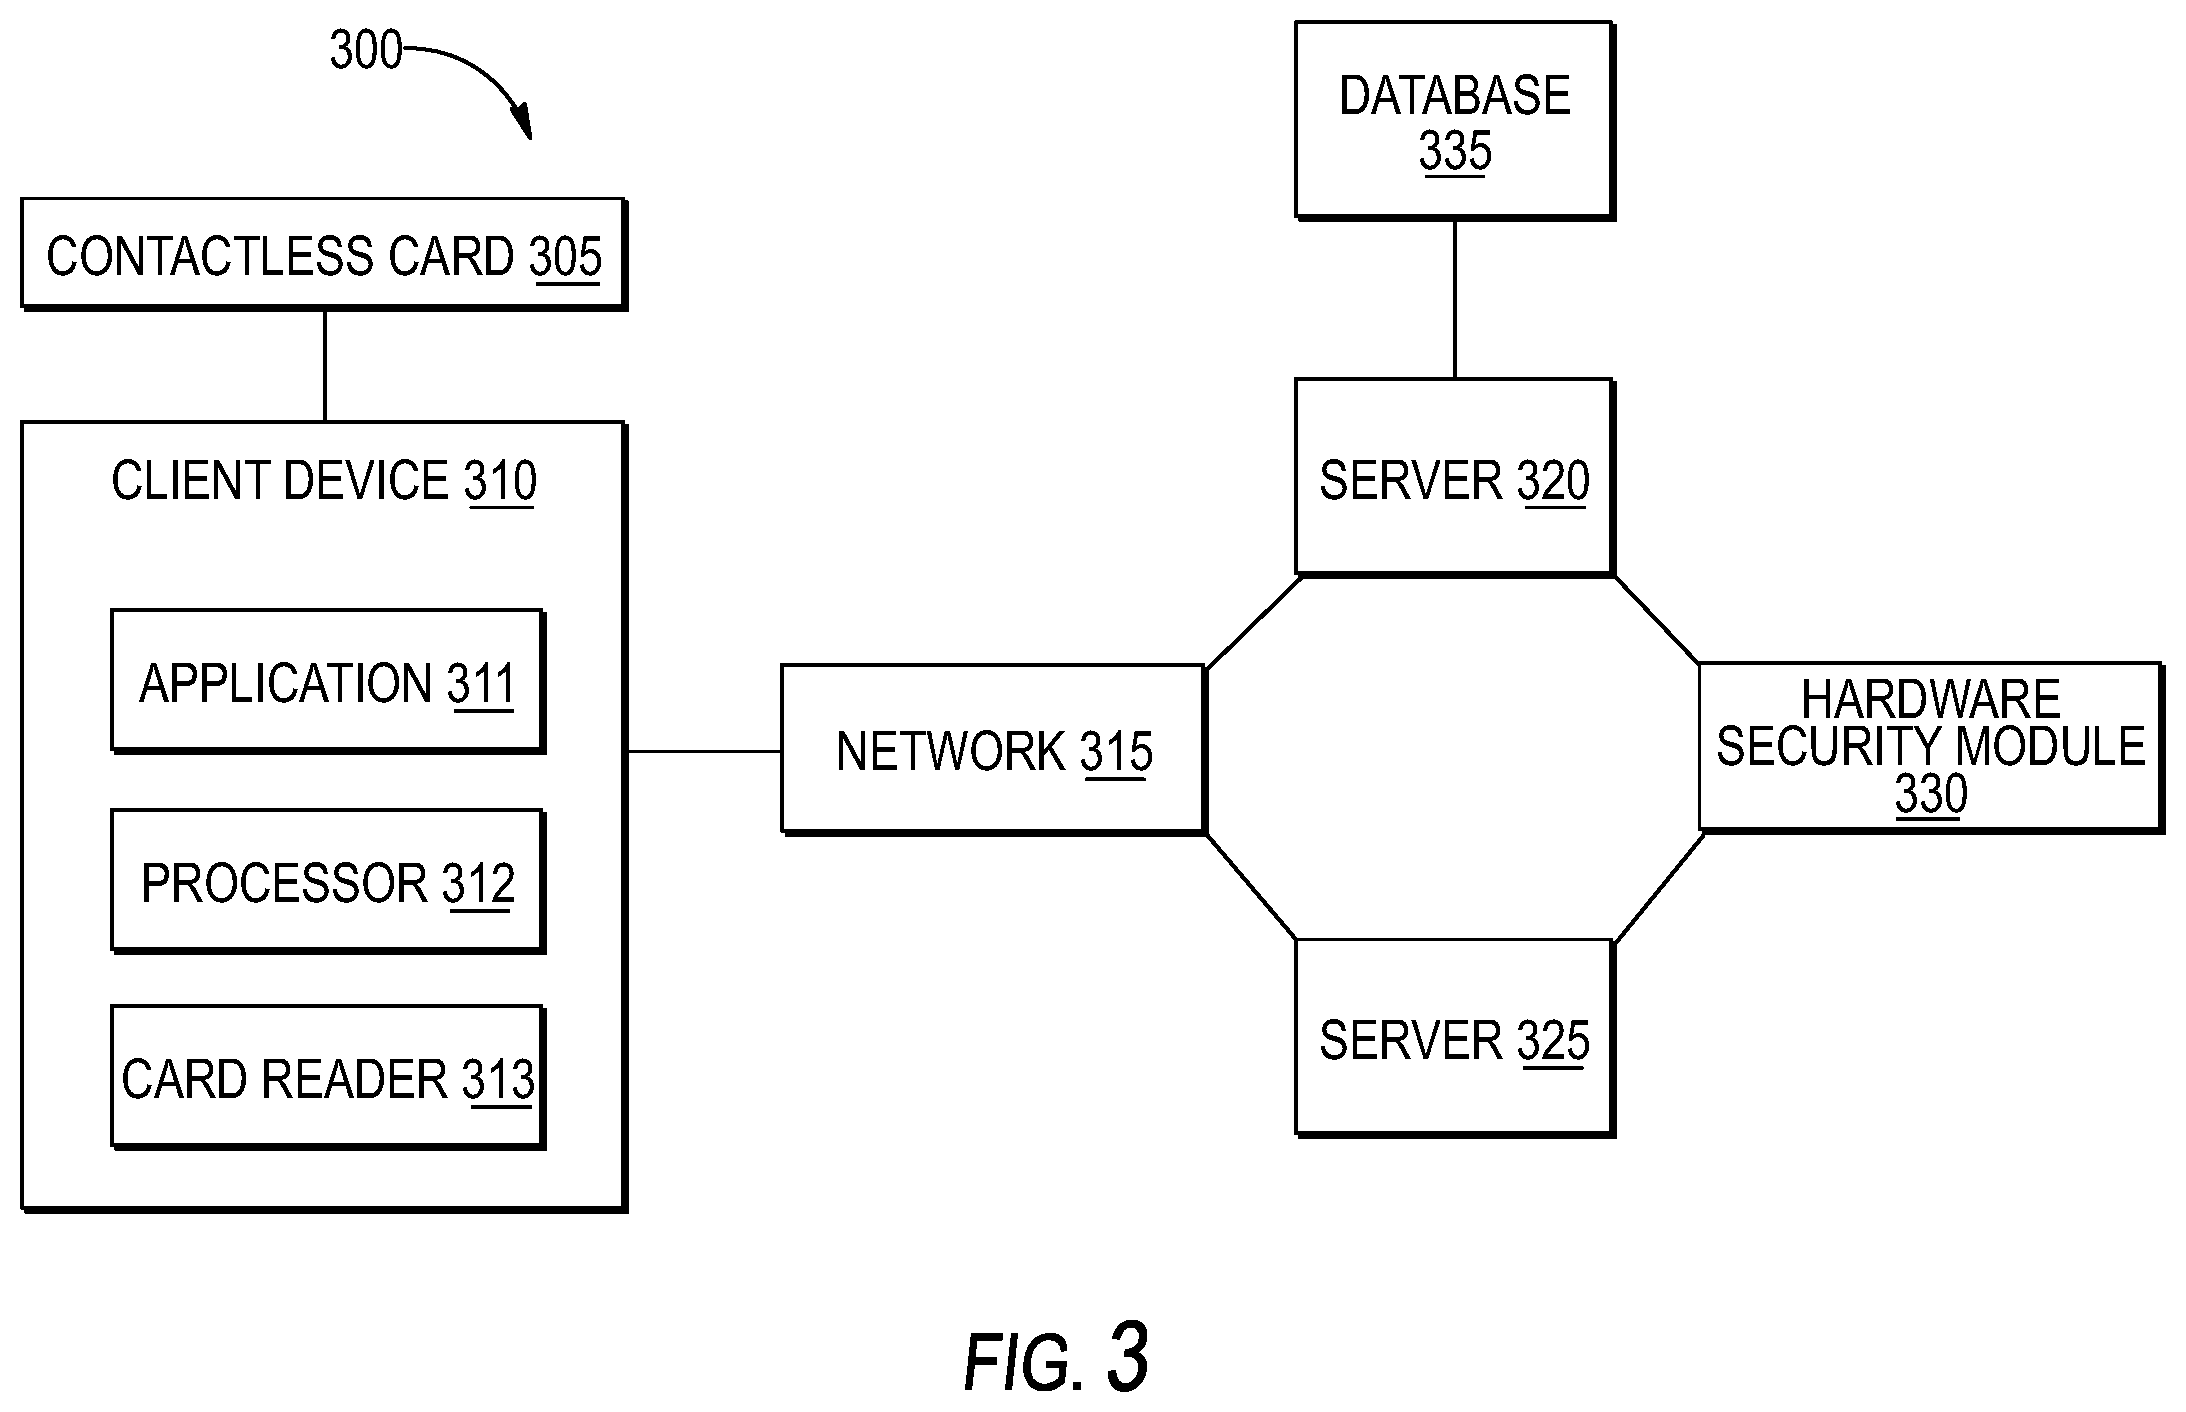 300
CONTACTLESS CARD 305
CLIENT DEVICE 310
APPLICATION 311
PROCESSOR 312
CARD READER 313
NETWORK 315
DATABASE
335
SERVER 320
HARDWARE
SECURITY MODULE
330
SERVER 325
FIG. 3